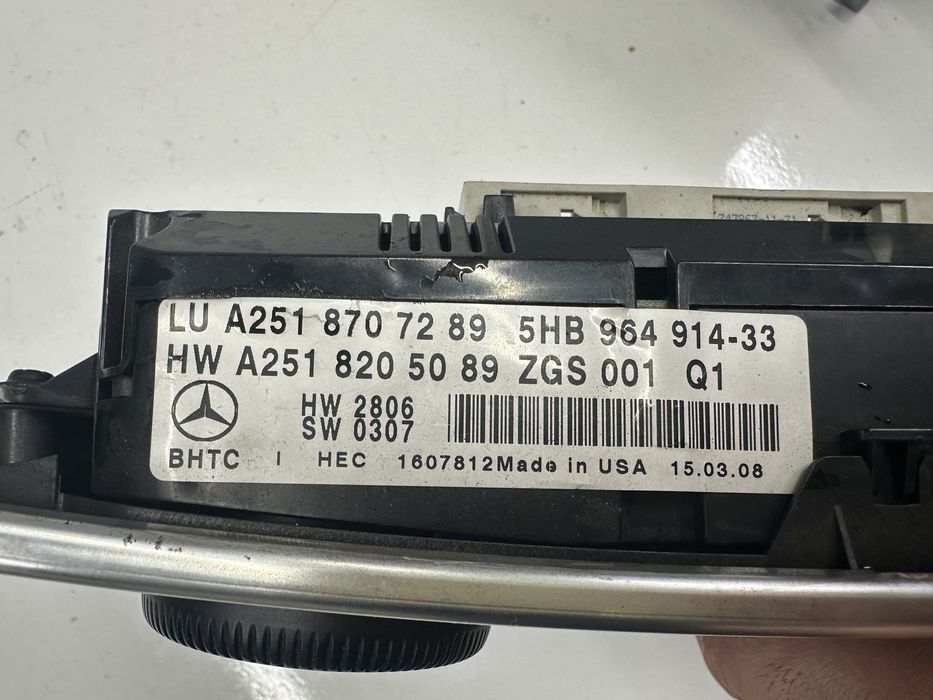 LU A251 870 72 89 5HB 964 914-33
HW A251 820 50 89 ZGS 001 Q1
HW 2806
SW 0307
BHTC I HEC 1607812Made in USA 15.03.08